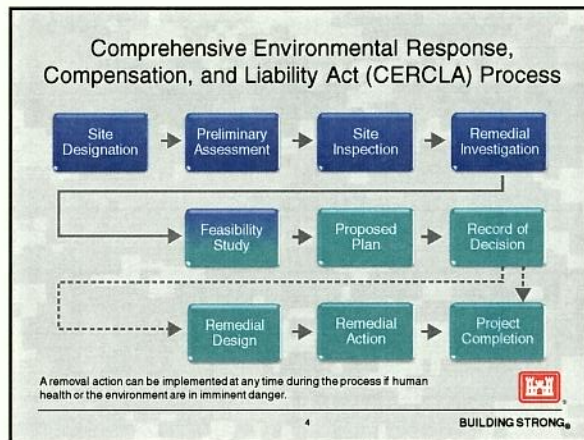 Comprehensive Environmental Response,
Compensation, and Liability Act (CERCLA) Process
Site
Designation
Preliminary
Assessment
Site
Inspection
Remedial
Investigation
Feasibility
Study
Proposed
Plan
Record of
Decision
Remedial
Design
Remedial
Action
Project
Completion
A removal action can be implemented at any time during the process if human
health or the environment are in imminent danger.
4
BUILDING STRONG®